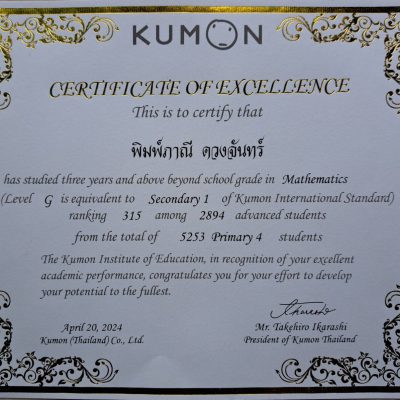 KUMON
CERTIFICATE OF EXCELLENCE
This is to certify that
พิมพ์ภาณี ดวงจันทร์
has studied three years and above beyond school grade in Mathematics
(Level G is equivalent to Secondary 1 of Kumon International Standard)
ranking 315 among 2894 advanced students
from the total of 5253 Primary 4 students
The Kumon Institute of Education, in recognition of your excellent
academic performance, congratulates you for your effort to develop
your potential to the fullest.
April 20, 2024
Kumon (Thailand) Co., Ltd.
Mr. Takehiro Ikarashi
President of Kumon Thailand